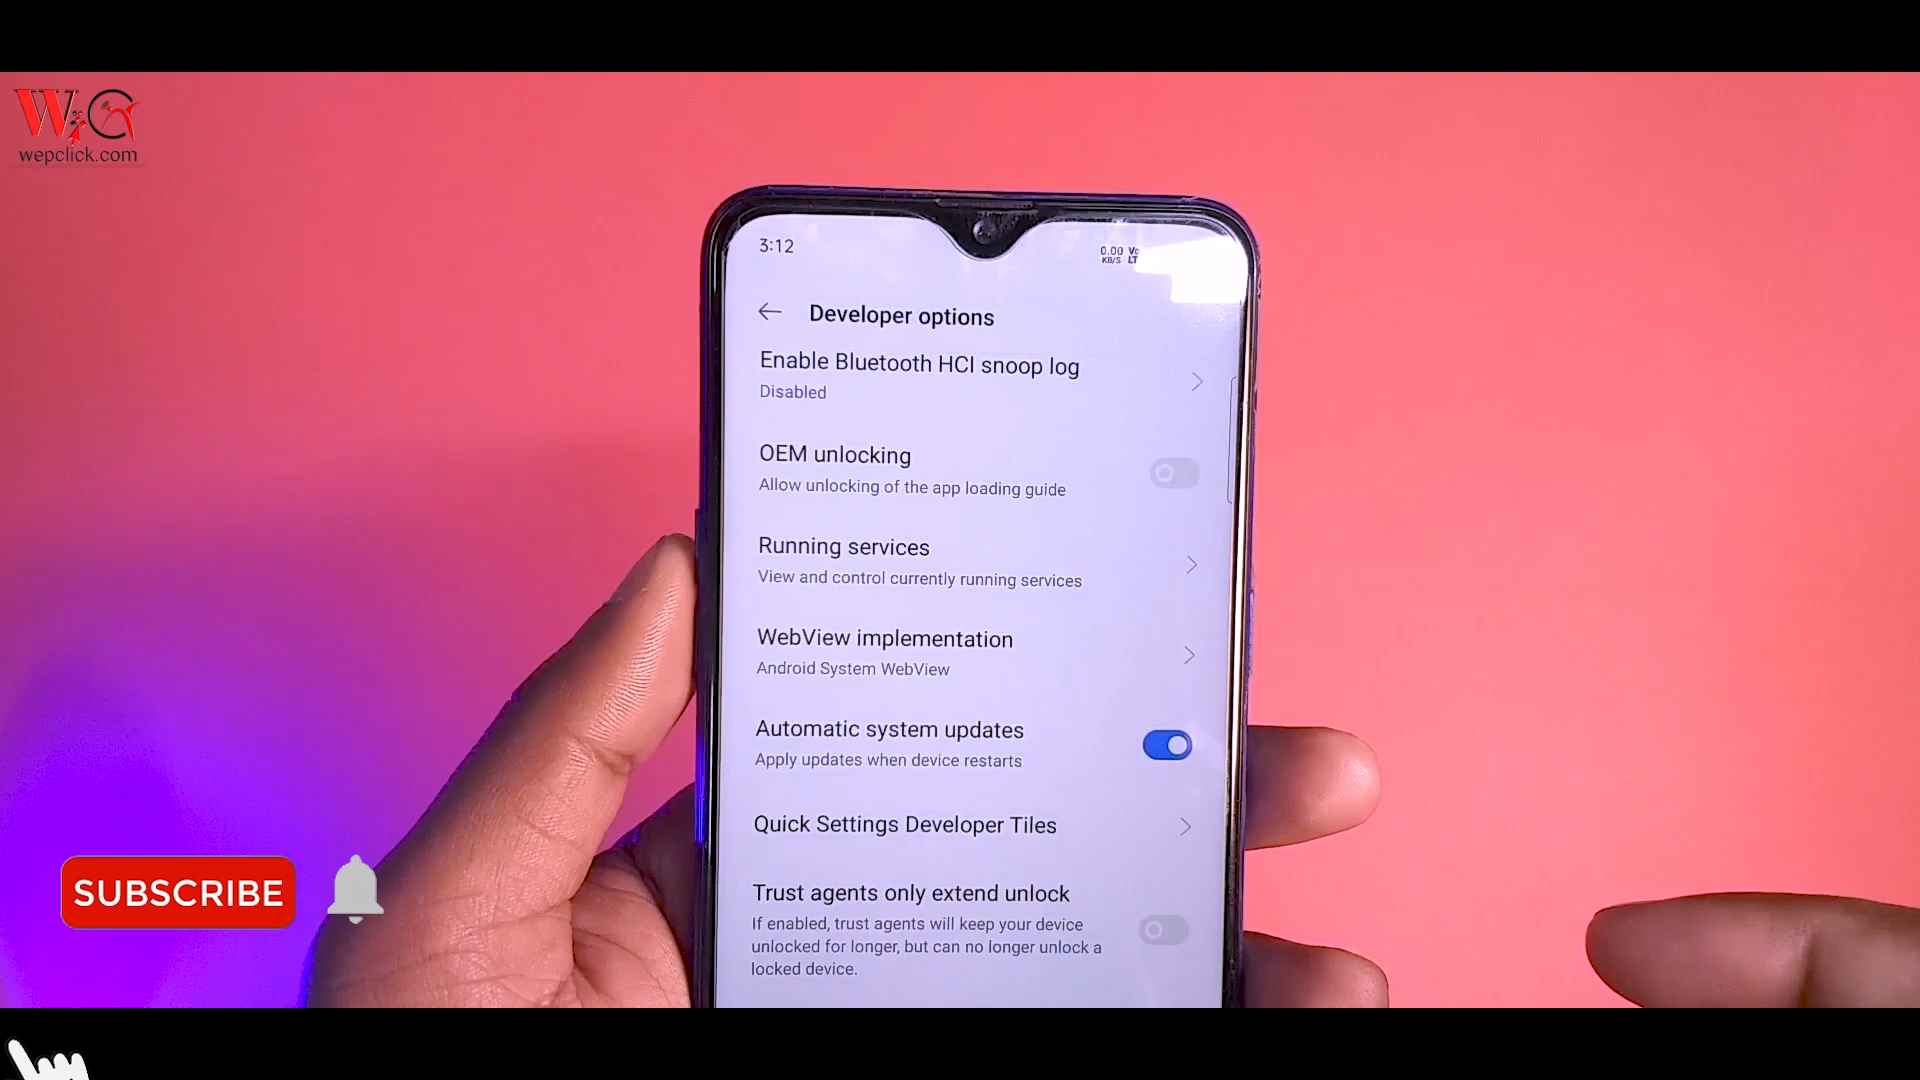 WC
wepclick.com
3:12
0.00
KB/S
Developer options
Enable Bluetooth HCI snoop log
Disabled
OEM unlocking
Allow unlocking of the app loading guide
Running services
View and control currently running services
WebView implementation
Android System WebView
Automatic system updates
Apply updates when device restarts
Quick Settings Developer Tiles
Trust agents only extend unlock
If enabled, trust agents will keep your device
unlocked for longer, but can no longer unlock a
locked device.
SUBSCRIBE